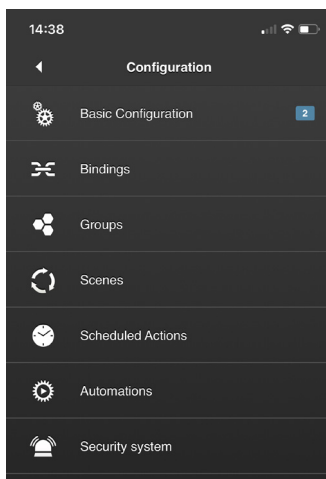 14:38
Configuration
Basic Configuration 2
Bindings
Groups
Scenes
Scheduled Actions
Automations
Security system